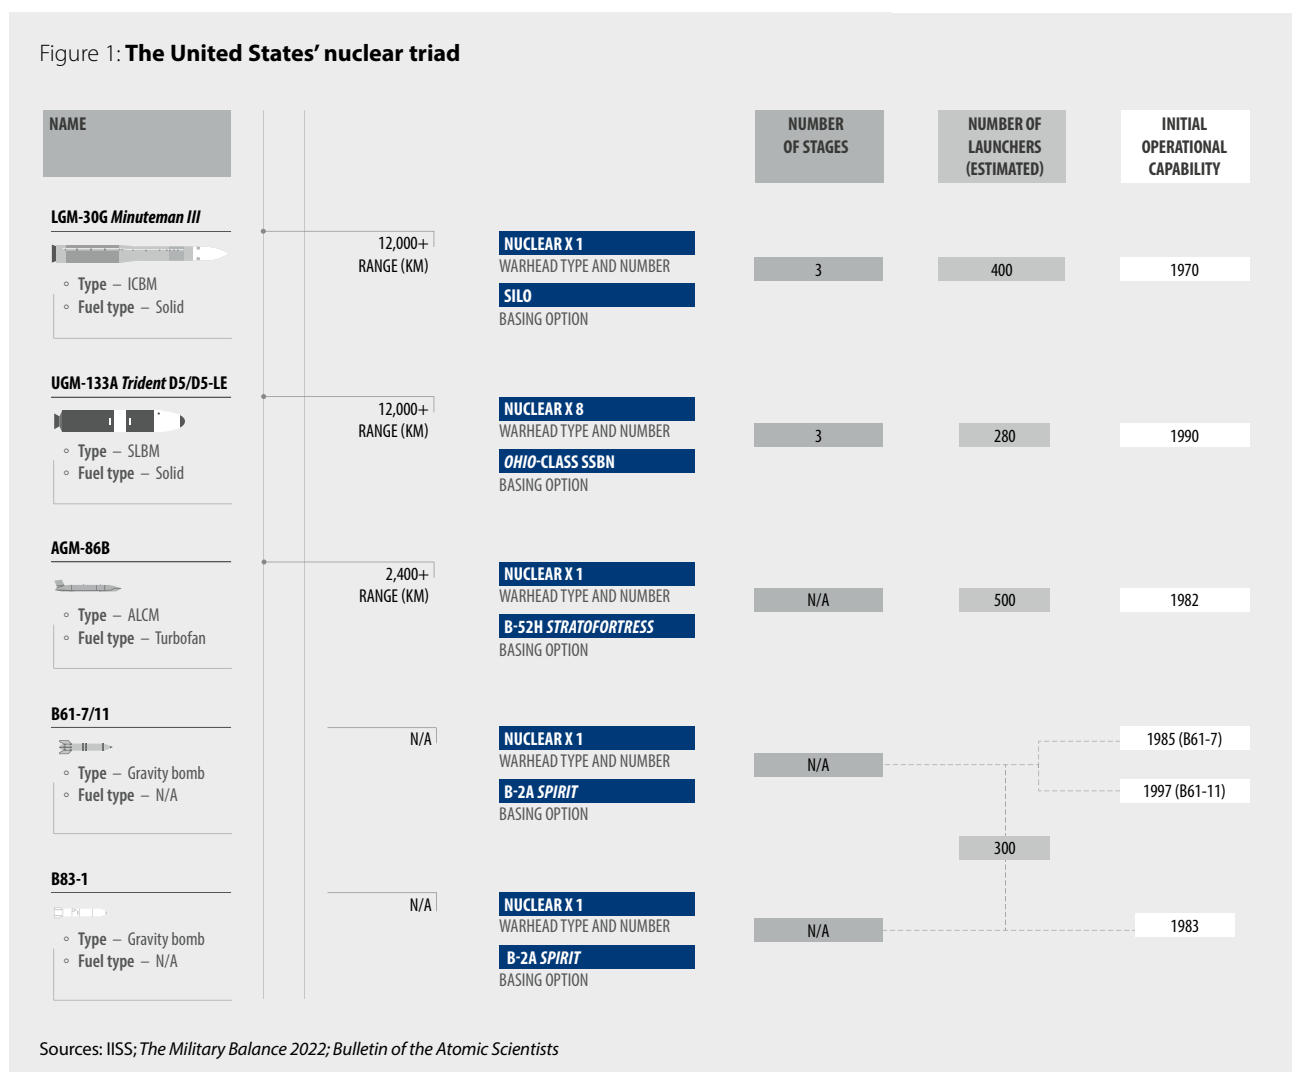 Figure 1: The United States’ nuclear triad
NAME
NUMBER
OF STAGES
NUMBER OF
LAUNCHERS
(ESTIMATED)
INITIAL
OPERATIONAL
CAPABILITY
LGM-30G Minuteman III
Type – ICBM
Fuel type – Solid
12,000+
RANGE (KM)
NUCLEAR X 1
WARHEAD TYPE AND NUMBER
SILO
BASING OPTION
3
400
1970
UGM-133A Trident D5/D5-LE
Type – SLBM
Fuel type – Solid
12,000+
RANGE (KM)
NUCLEAR X 8
WARHEAD TYPE AND NUMBER
OHIO-CLASS SSBN
BASING OPTION
3
280
1990
AGM-86B
Type – ALCM
Fuel type – Turbofan
2,400+
RANGE (KM)
NUCLEAR X 1
WARHEAD TYPE AND NUMBER
B-52H STRATOFORTRESS
BASING OPTION
N/A
500
1982
B61-7/11
Type – Gravity bomb
Fuel type – N/A
N/A
NUCLEAR X 1
WARHEAD TYPE AND NUMBER
B-2A SPIRIT
BASING OPTION
N/A
1985 (B61-7)
1997 (B61-11)
300
B83-1
Type – Gravity bomb
Fuel type – N/A
N/A
NUCLEAR X 1
WARHEAD TYPE AND NUMBER
B-2A SPIRIT
BASING OPTION
N/A
1983
Sources: IISS; The Military Balance 2022; Bulletin of the Atomic Scientists